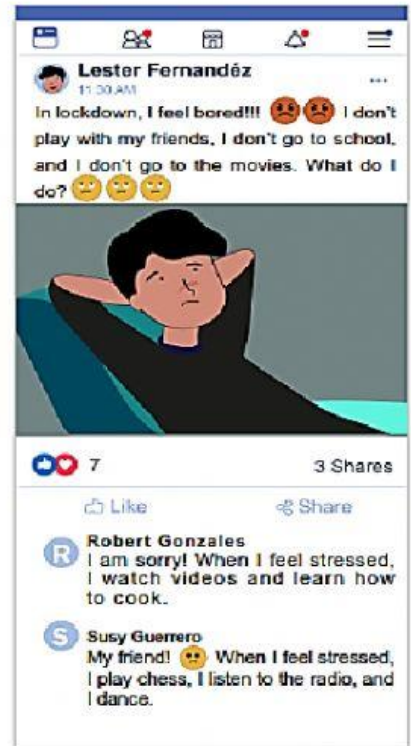 Lester Fernandéz
11:30 AM
In lockdown, I feel bored!!! 😡😡 I don't
play with my friends, I don't go to school,
and I don't go to the movies. What do I
do? 🙄🙄🙄
7
3 Shares
Like
Share
R
Robert Gonzales
I am sorry! When I feel stressed,
I watch videos and learn how
to cook.
S
Susy Guerrero
My friend! 🙁 When I feel stressed,
I play chess, I listen to the radio, and
I dance.